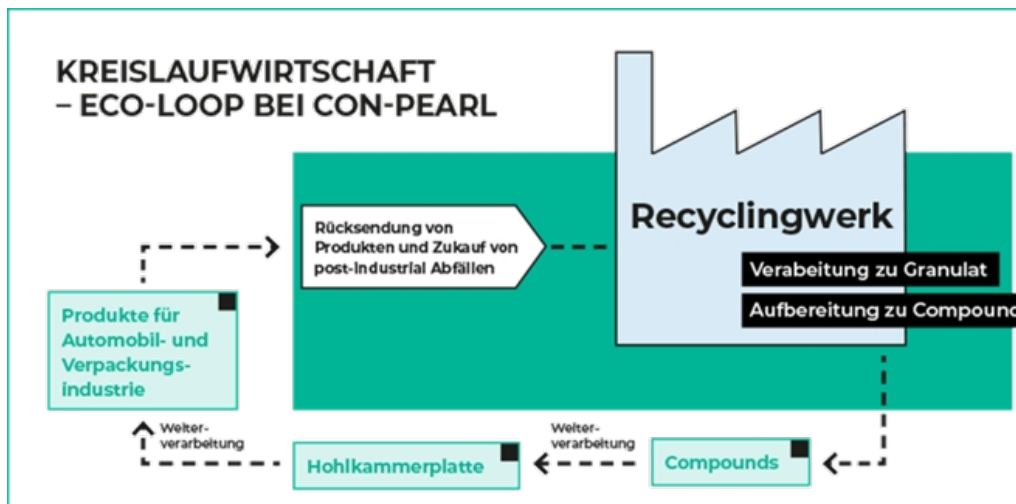 KREISLAUFWIRTSCHAFT
– ECO-LOOP BEI CON-PEARL
Rücksendung von
Produkten und Zukauf von
post-industrial Abfällen
Recyclingwerk
Verabeitung zu Granulat
Aufbereitung zu Compound
Produkte für
Automobil- und
Verpackungs-
industrie
Weiter-
verarbeitung
Hohlkammerplatte
Weiter-
verarbeitung
Compounds